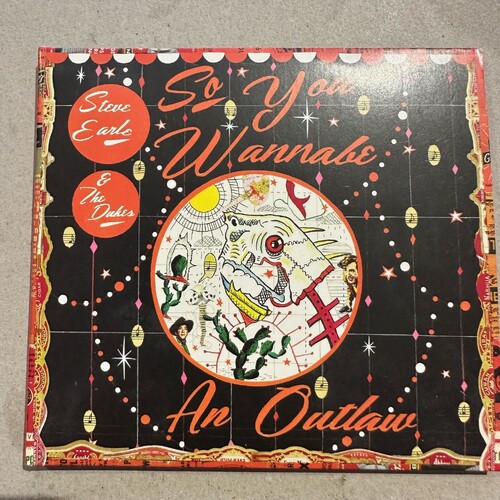 Steve
Earle
&
The
Dukes
So You
Wannabe
An Outlaw